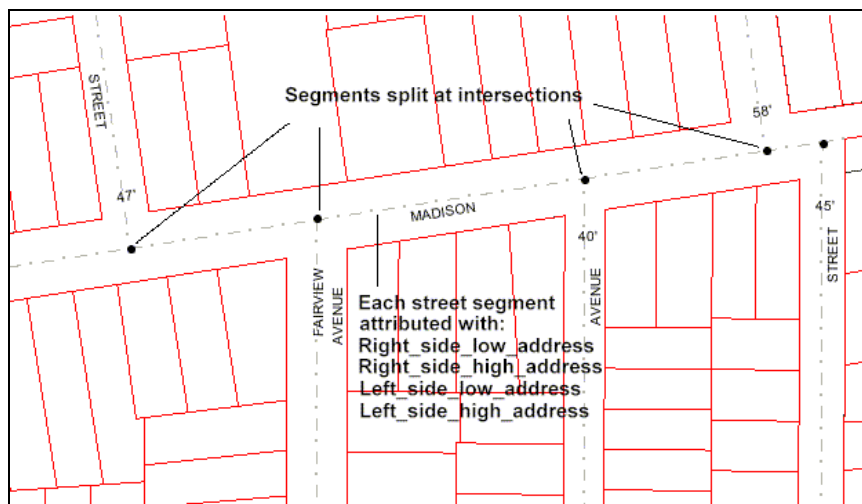 STREET
Segments split at intersections
58'
47'
MADISON
45'
40'
FAIRVIEW
AVENUE
AVENUE
STREET
Each street segment
attributed with:
Right_side_low_address
Right_side_high_address
Left_side_low_address
Left_side_high_address